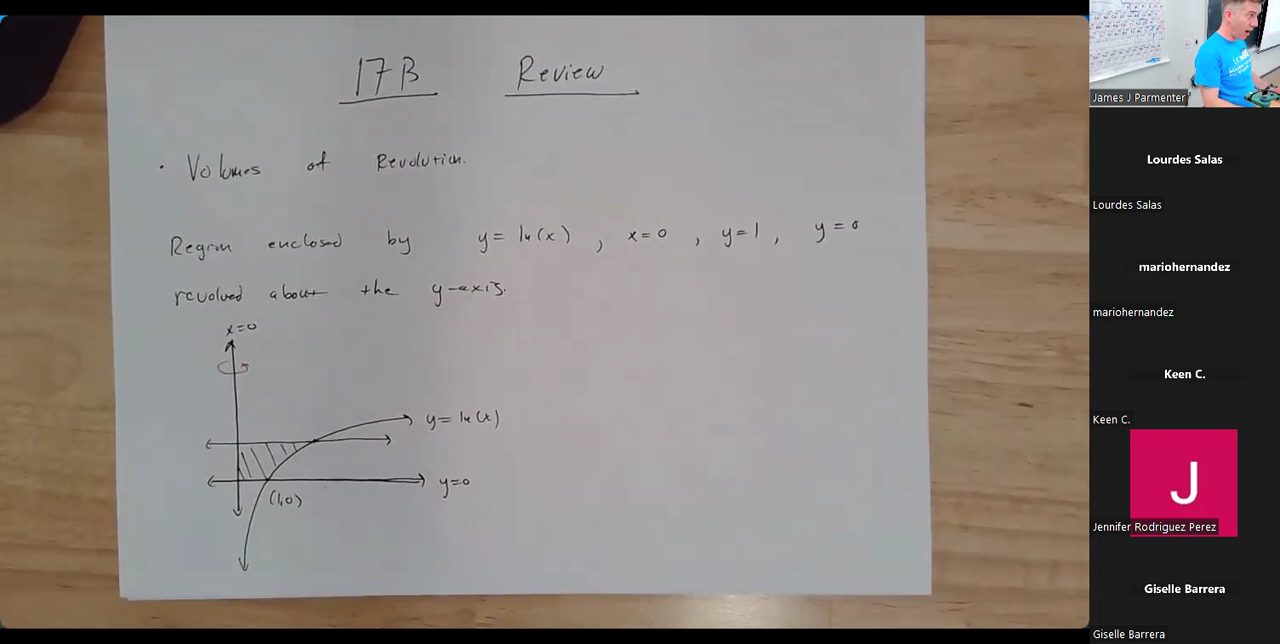 17B Review
· Volumes of Revolution.
Region enclosed by y = ln(x) , x=0 , y=1 , y=0
revolved about the y-axis.
x=0
y= ln(x)
y=0
(1,0)
James J Parmenter
Lourdes Salas
Lourdes Salas
mariohernandez
mariohernandez
Keen C.
Keen C.
J
Jennifer Rodriguez Perez
Giselle Barrera
Giselle Barrera